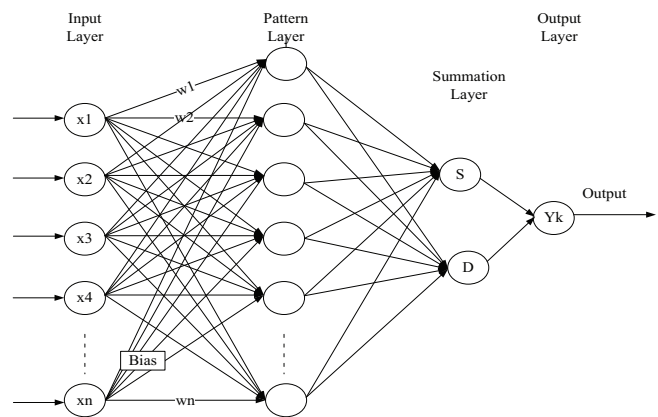 Input
Layer
Pattern
Layer
Output
Layer
Summation
Layer
w1
w2
x1
x2
x3
x4
xn
Bias
wn
S
D
Yk
Output